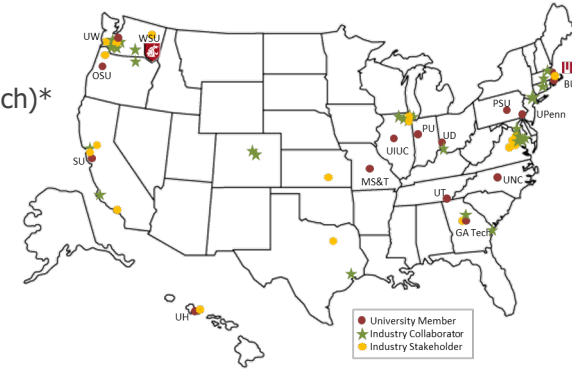 ch)*
UW
WSU
OSU
SU
UH
UIUC
PU
UD
MS&T
PSU
UPenn
UNC
UT
GA Tech
University Member
Industry Collaborator
Industry Stakeholder